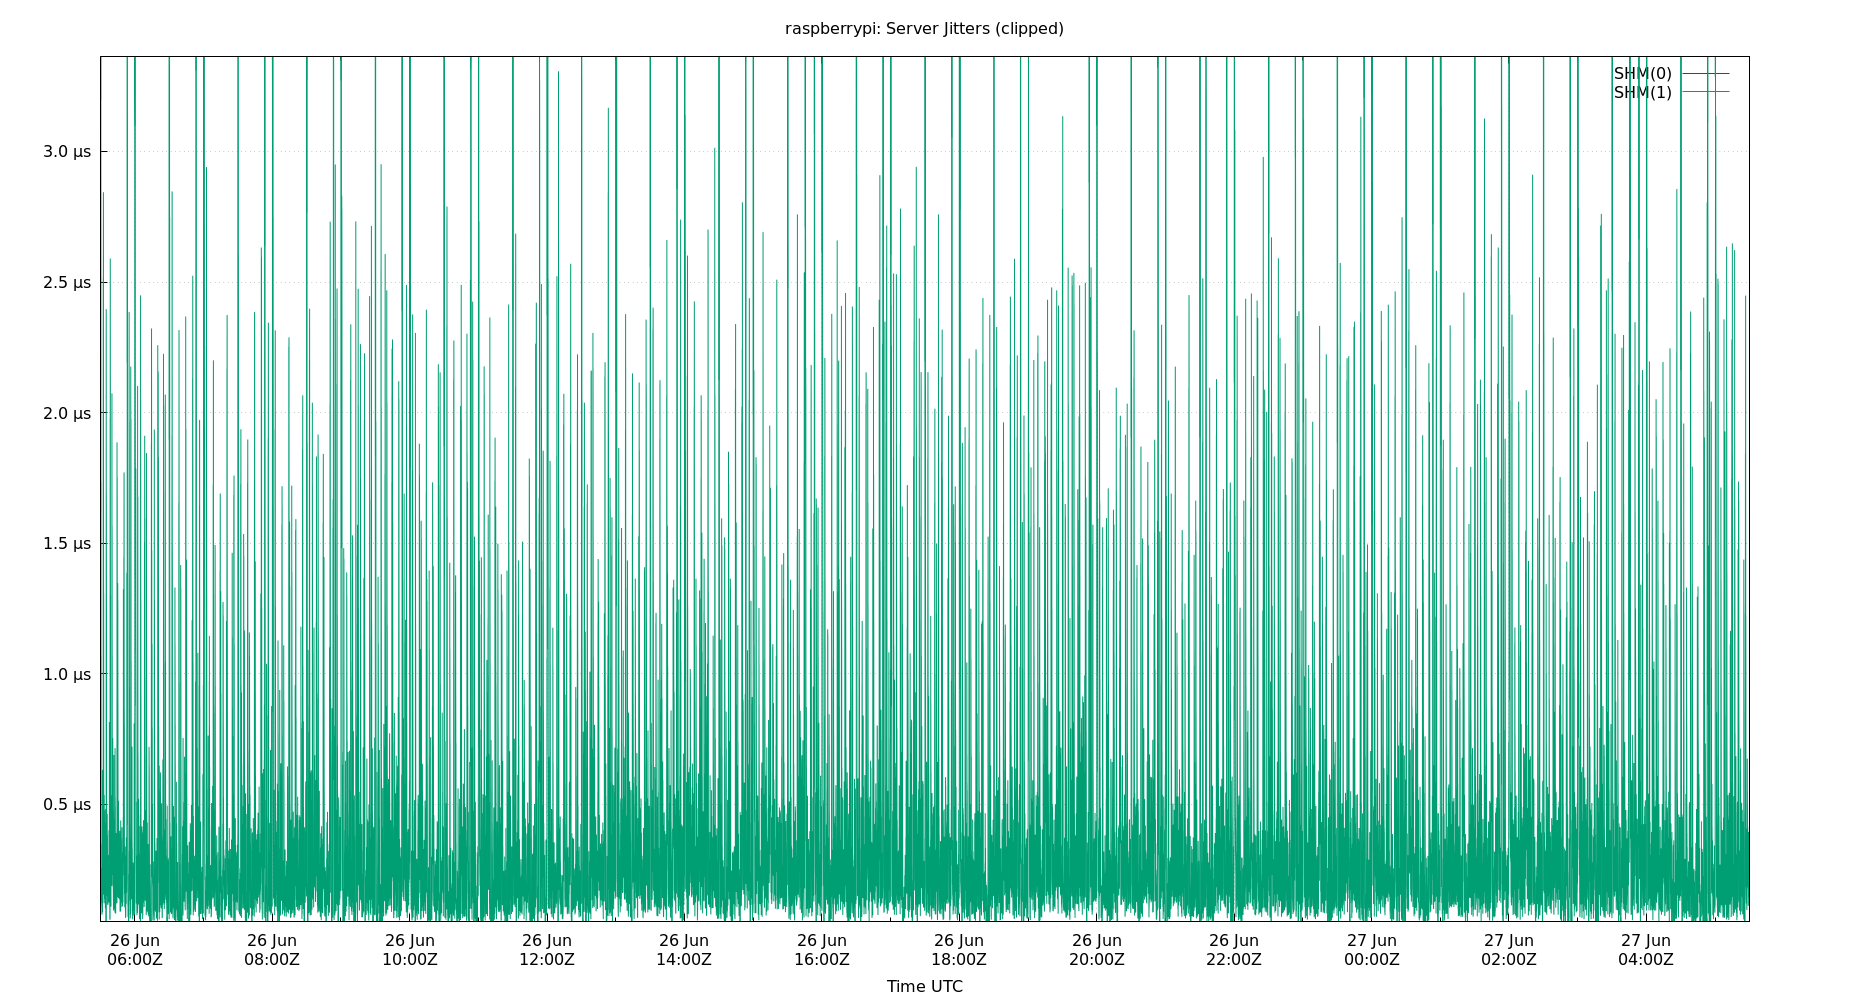 raspberrypi: Server Jitters (clipped)
SHM(0)
SHM(1)
3.0 µs
2.5 µs
2.0 µs
1.5 µs
1.0 µs
0.5 µs
26 Jun 26 Jun 26 Jun 26 Jun 26 Jun 26 Jun 26 Jun 26 Jun 26 Jun 27 Jun 27 Jun 27 Jun
06:00Z 08:00Z 10:00Z 12:00Z 14:00Z 16:00Z 18:00Z 20:00Z 22:00Z 00:00Z 02:00Z 04:00Z
Time UTC